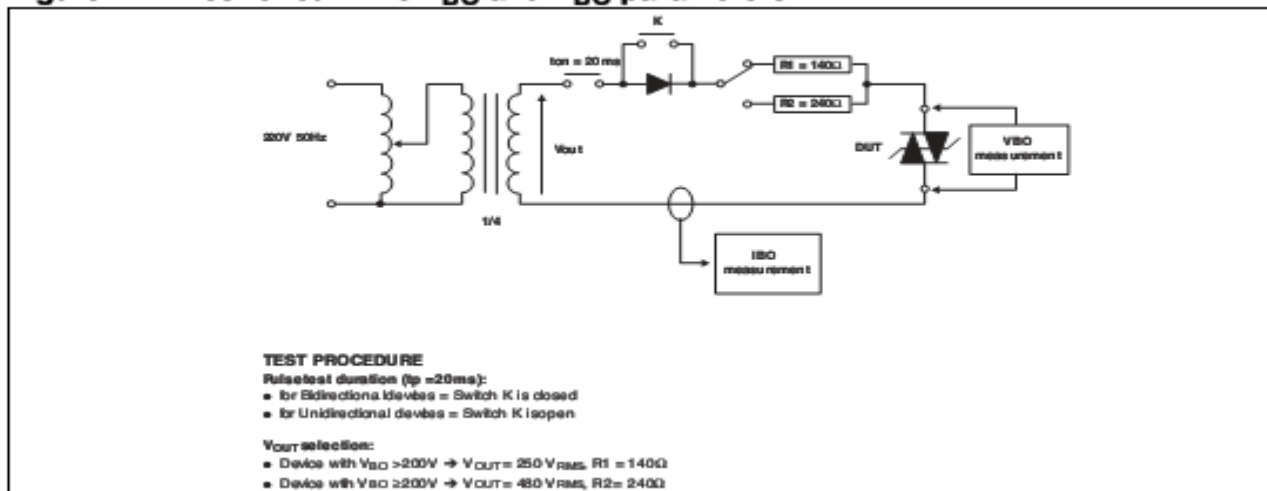 K
ton = 20 ms
R1 = 140Ω
R2 = 240Ω
220V 50Hz
Vout
DUT
VBO
measurement
1/4
IBO
measurement
TEST PROCEDURE
Pulse test duration (tp = 20ms):
• for Bidirectional devices = Switch K is closed
• for Unidirectional devices = Switch K is open
VOUT selection:
• Device with VBO >200V → VOUT = 250 VRMS, R1 = 140Ω
• Device with VBO ≥200V → VOUT = 480 VRMS, R2 = 240Ω